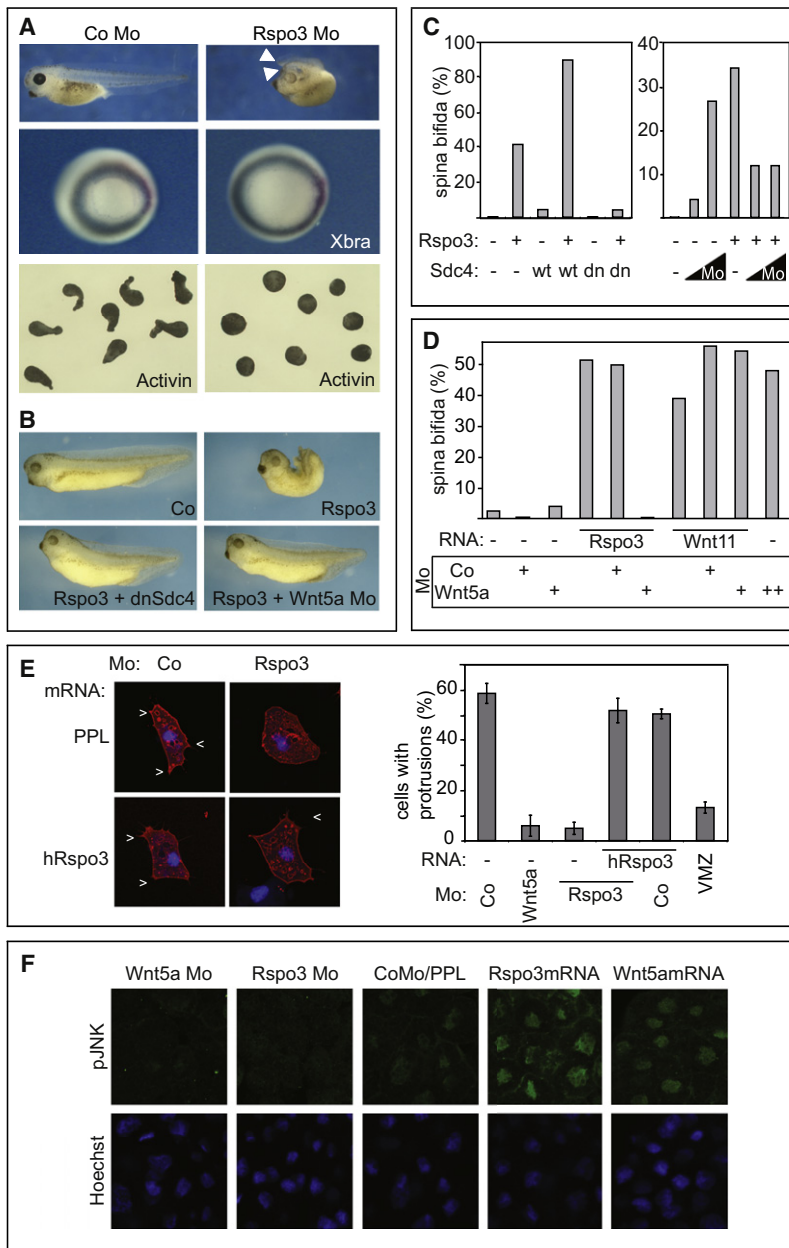 A
Co Mo
Rspo3 Mo
Xbra
Activin
Activin
B
Co
Rspo3
Rspo3 + dnSdc4
Rspo3 + Wnt5a Mo
C
spina bifida (%)
100
80
60
40
20
40
30
20
10
Rspo3: - + - + - + - - - + + +
Sdc4: - - wt wt dn dn - Mo - Mo
D
spina bifida (%)
50
40
30
20
10
RNA: - - - Rspo3 Wnt11 -
Mo
Co + + +
Wnt5a + + + ++
E
Mo: Co Rspo3
mRNA:
PPL
> < >
hRspo3
> > <
cells with
protrusions (%)
60
40
20
0
RNA: - - - hRspo3
Mo: Co Wnt5a Rspo3 Co VMZ
F
Wnt5a Mo Rspo3 Mo CoMo/PPL Rspo3mRNA Wnt5amRNA
pJNK
Hoechst